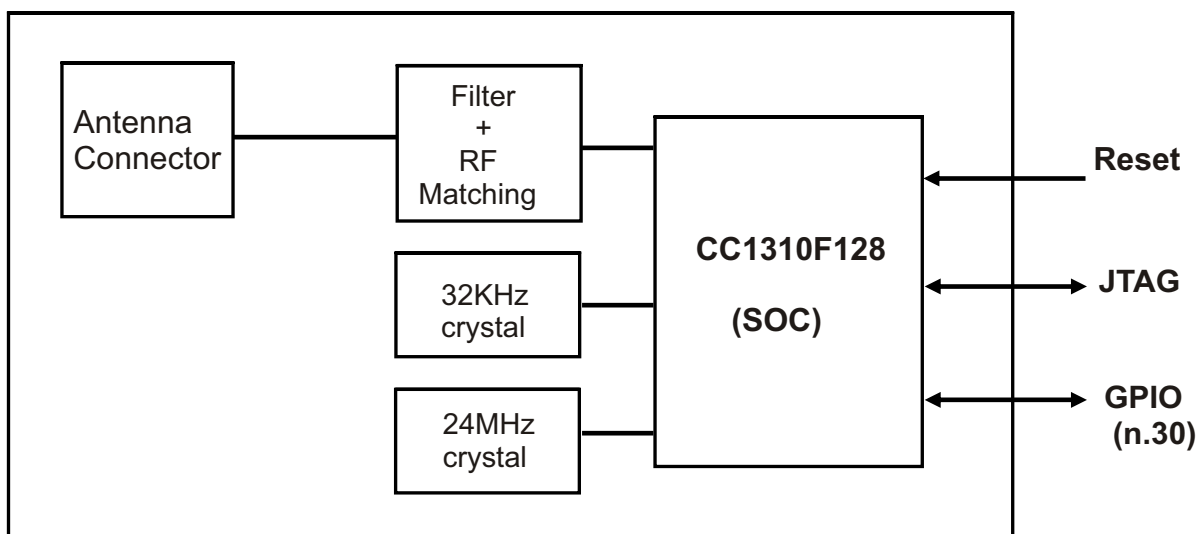 Antenna
Connector
Filter
+
RF
Matching
32KHz
crystal
24MHz
crystal
CC1310F128
(SOC)
Reset
JTAG
GPIO
(n.30)